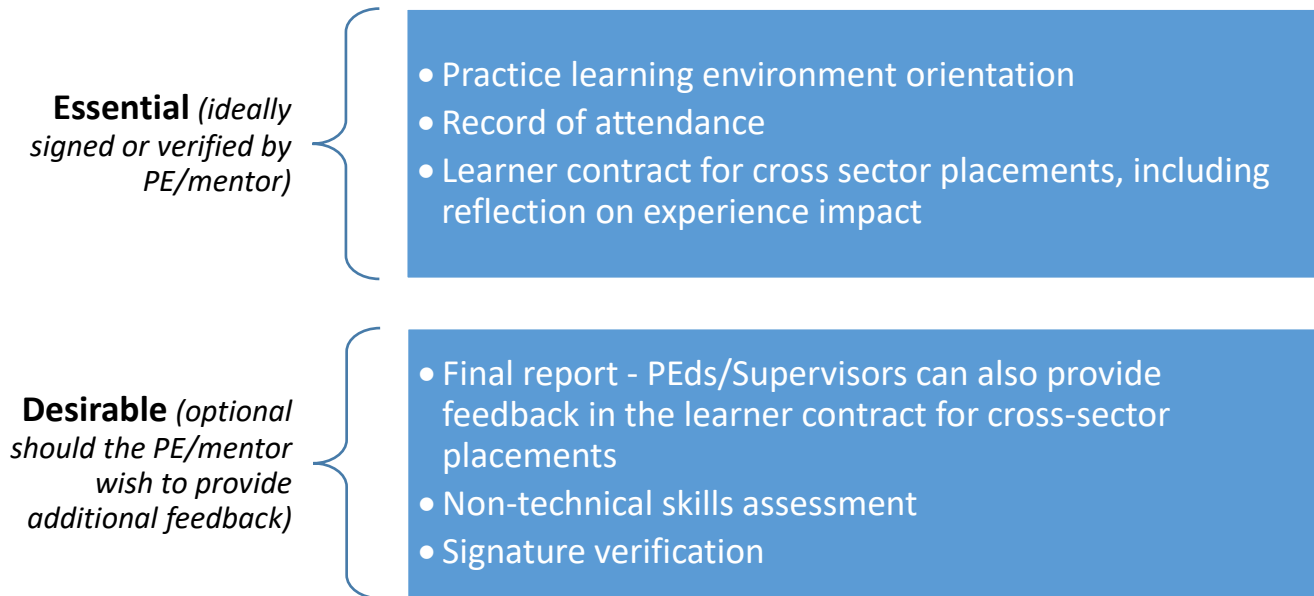 Essential (ideally
signed or verified by
PE/mentor)
• Practice learning environment orientation
• Record of attendance
• Learner contract for cross sector placements, including
reflection on experience impact
Desirable (optional
should the PE/mentor
wish to provide
additional feedback)
• Final report - PEds/Supervisors can also provide
feedback in the learner contract for cross-sector
placements
• Non-technical skills assessment
• Signature verification